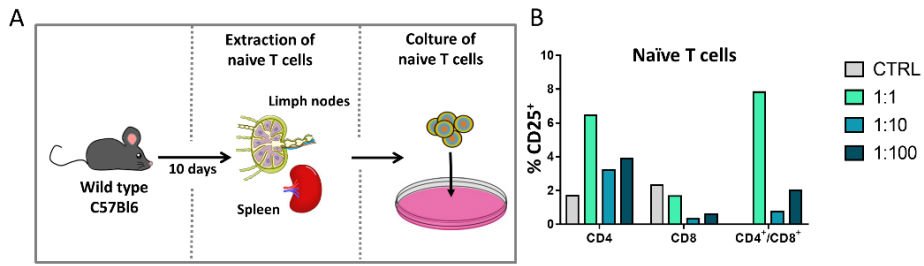 A
Extraction of
naive T cells
Colture of
naive T cells
Limph nodes
10 days
Wild type
C57Bl6
Spleen
B
Naïve T cells
% CD25+
10
8
6
4
2
0
CD4
CD8
CD4+/CD8+
CTRL
1:1
1:10
1:100